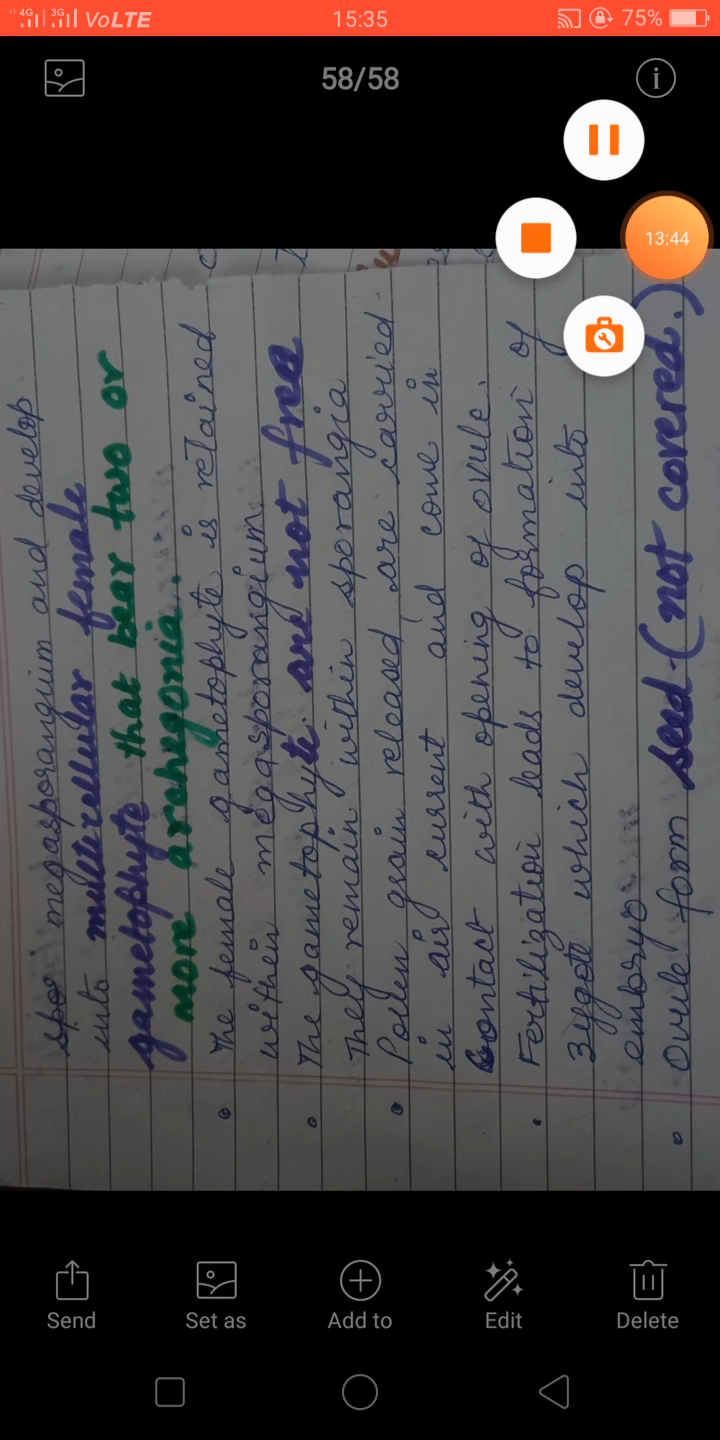 4G 3G VoLTE 15:35 75%
58/58
13:44
megasporangium and develop
into multicellular female
gametophyte that bear two or
more archegonia.
The female gametophyte is retained
within megasporangium.
The gametophyte are not free
They remain within sporangia
Pollen grain released are carried
in air current and come in
Contact with opening of ovule.
Fertilization leads to formation of
zygote which develop into
embryo
Ovule form seed (not covered.)
Send Set as Add to Edit Delete